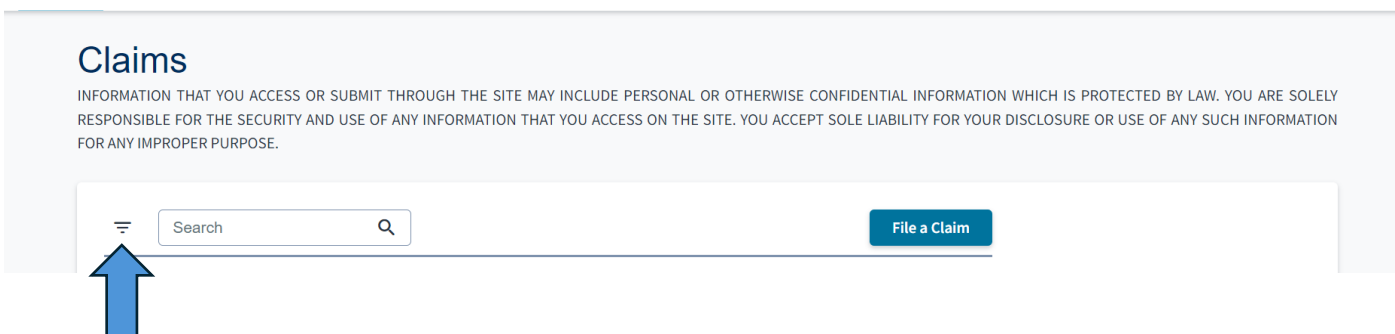 Claims
INFORMATION THAT YOU ACCESS OR SUBMIT THROUGH THE SITE MAY INCLUDE PERSONAL OR OTHERWISE CONFIDENTIAL INFORMATION WHICH IS PROTECTED BY LAW. YOU ARE SOLELY
RESPONSIBLE FOR THE SECURITY AND USE OF ANY INFORMATION THAT YOU ACCESS ON THE SITE. YOU ACCEPT SOLE LIABILITY FOR YOUR DISCLOSURE OR USE OF ANY SUCH INFORMATION
FOR ANY IMPROPER PURPOSE.
Search
File a Claim